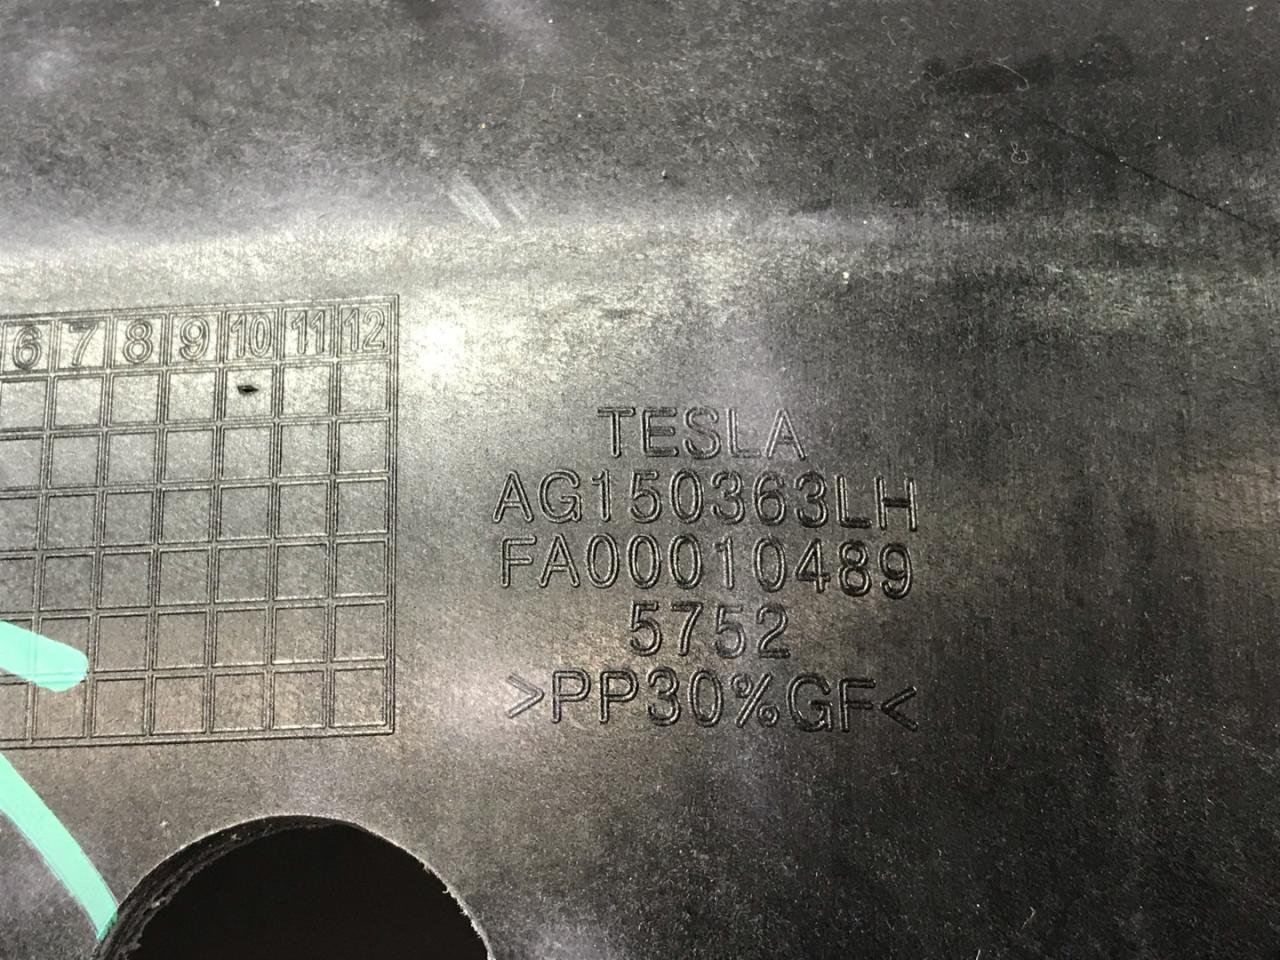 6 7 8 9 10 11 12
TESLA
AG150363LH
FA00010489
5752
>PP30%GF<